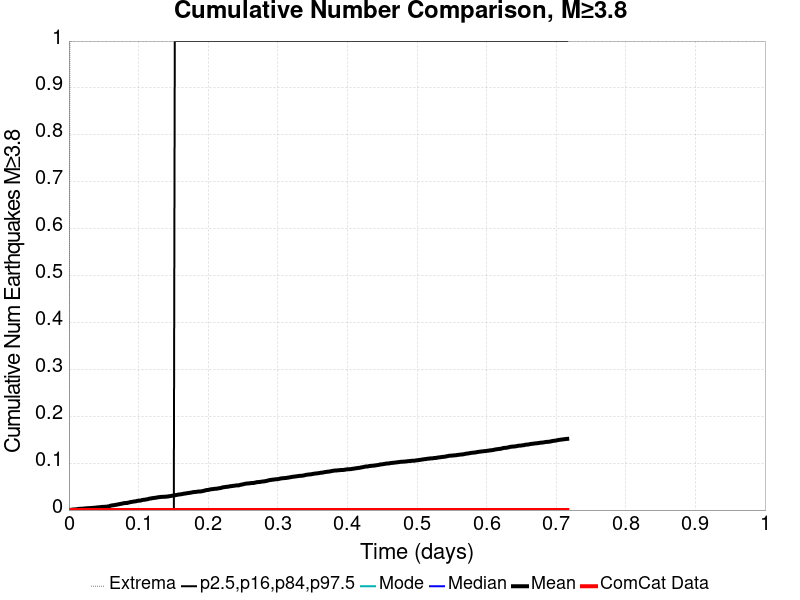 Cumulative Number Comparison, M≥3.8
Cumulative Num Earthquakes M≥3.8
1
0.9
0.8
0.7
0.6
0.5
0.4
0.3
0.2
0.1
0
0 0.1 0.2 0.3 0.4 0.5 0.6 0.7 0.8 0.9 1
Time (days)
Extrema p2.5,p16,p84,p97.5 Mode Median Mean ComCat Data